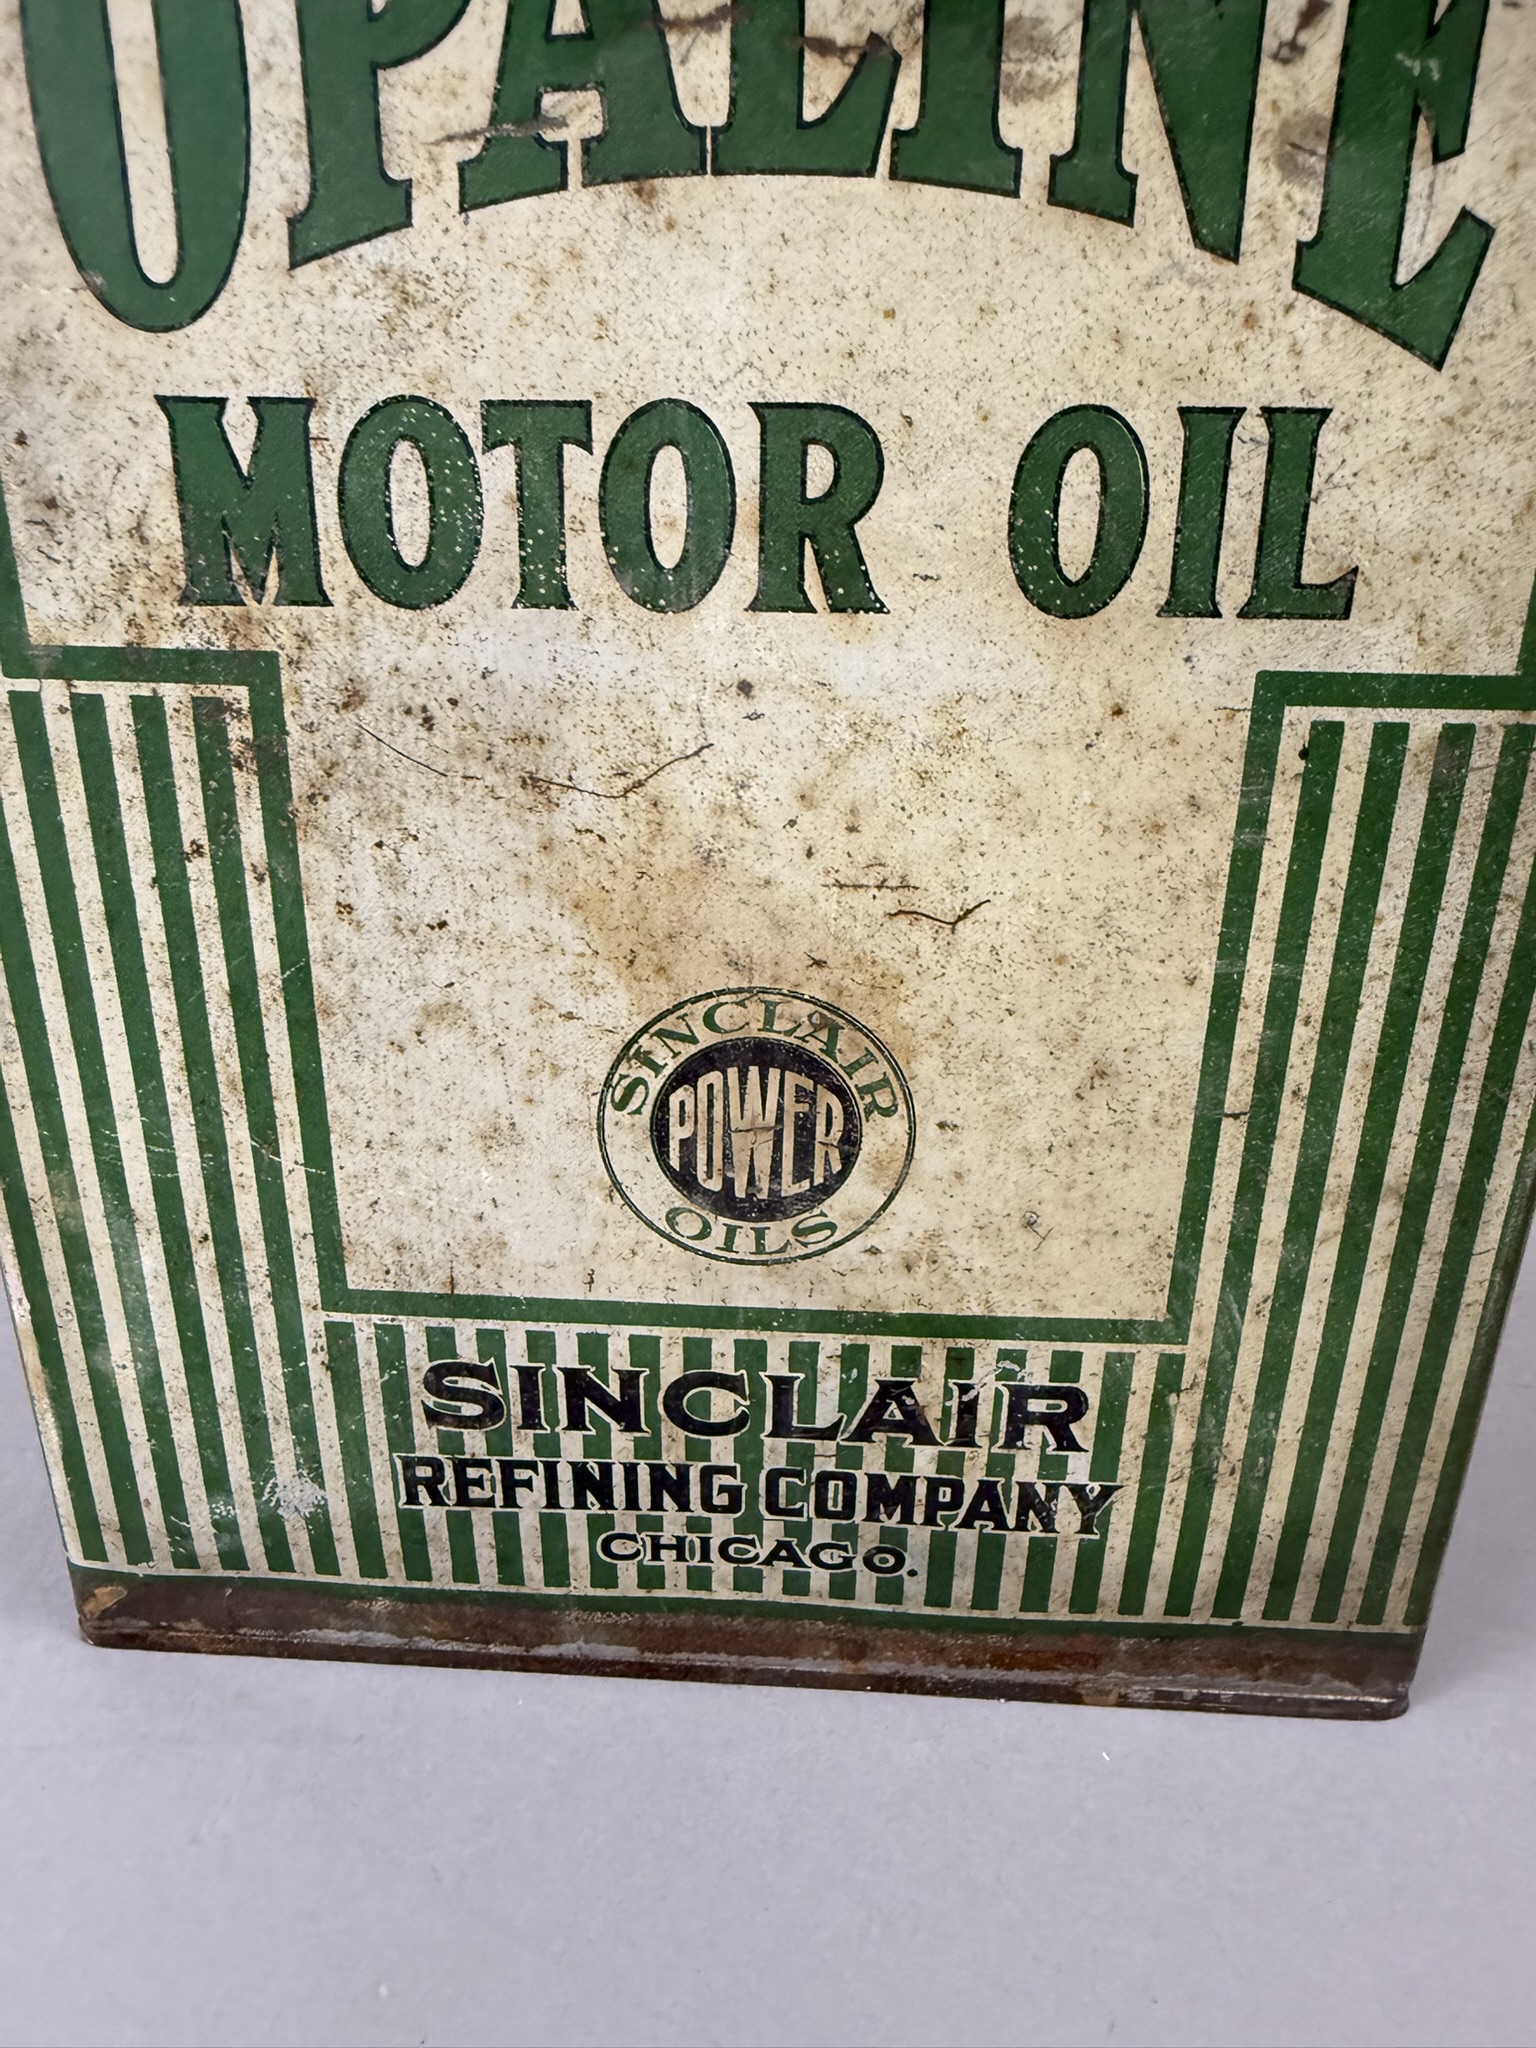 OPALINE
MOTOR OIL
SINCLAIR
POWER
OILS
SINCLAIR
REFINING COMPANY
CHICAGO.